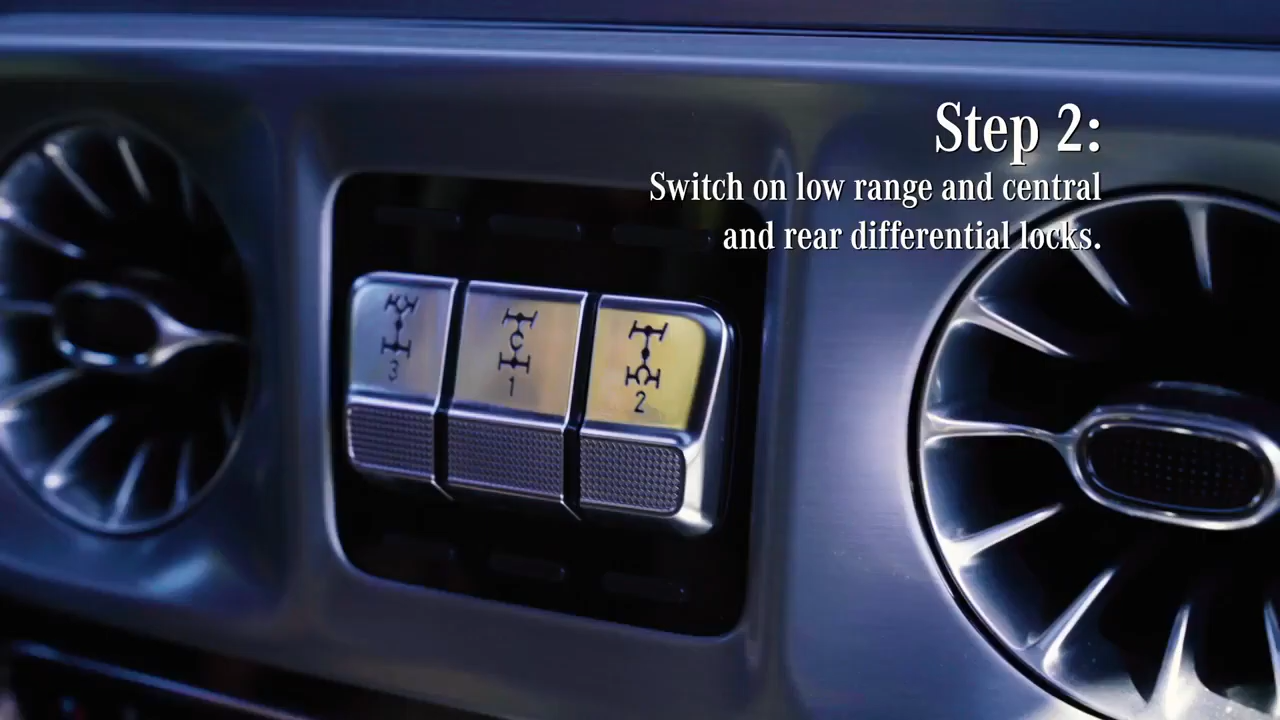 Step 2:
Switch on low range and central
and rear differential locks.
3
C
1
2